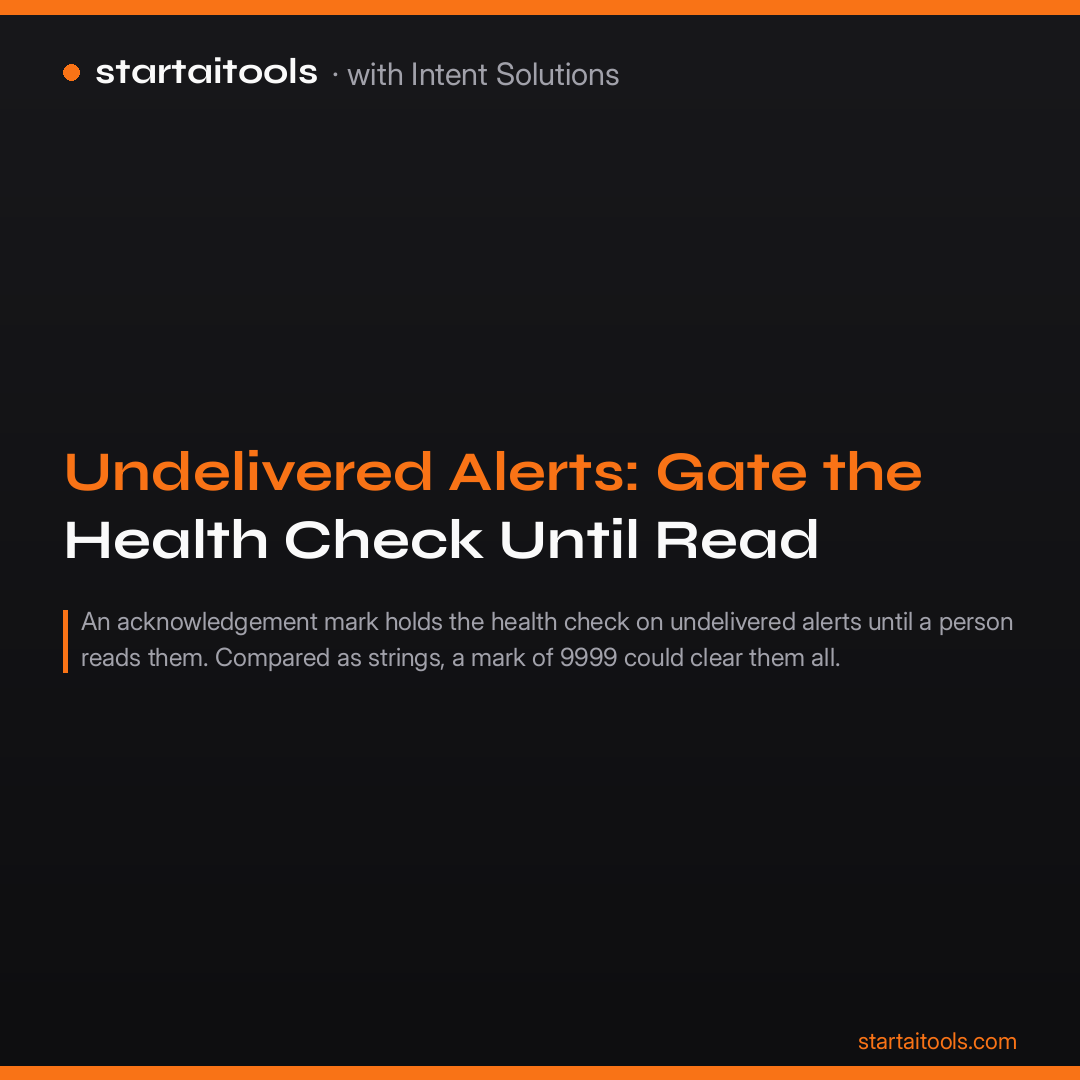 startaitools · with Intent Solutions
Undelivered Alerts: Gate the
Health Check Until Read
An acknowledgement mark holds the health check on undelivered alerts until a person
reads them. Compared as strings, a mark of 9999 could clear them all.
startaitools.com